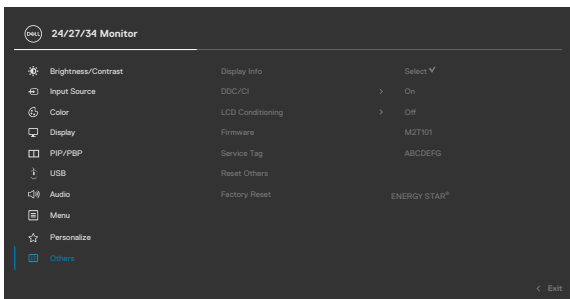 DELL 24/27/34 Monitor
Brightness/Contrast Display Info Select
Input Source DDC/CI > On
Color LCD Conditioning > Off
Display Firmware M2T101
PIP/PBP Service Tag ABCDEFG
USB Reset Others
Audio Factory Reset ENERGY STAR®
Menu
Personalize
Others
< Exit